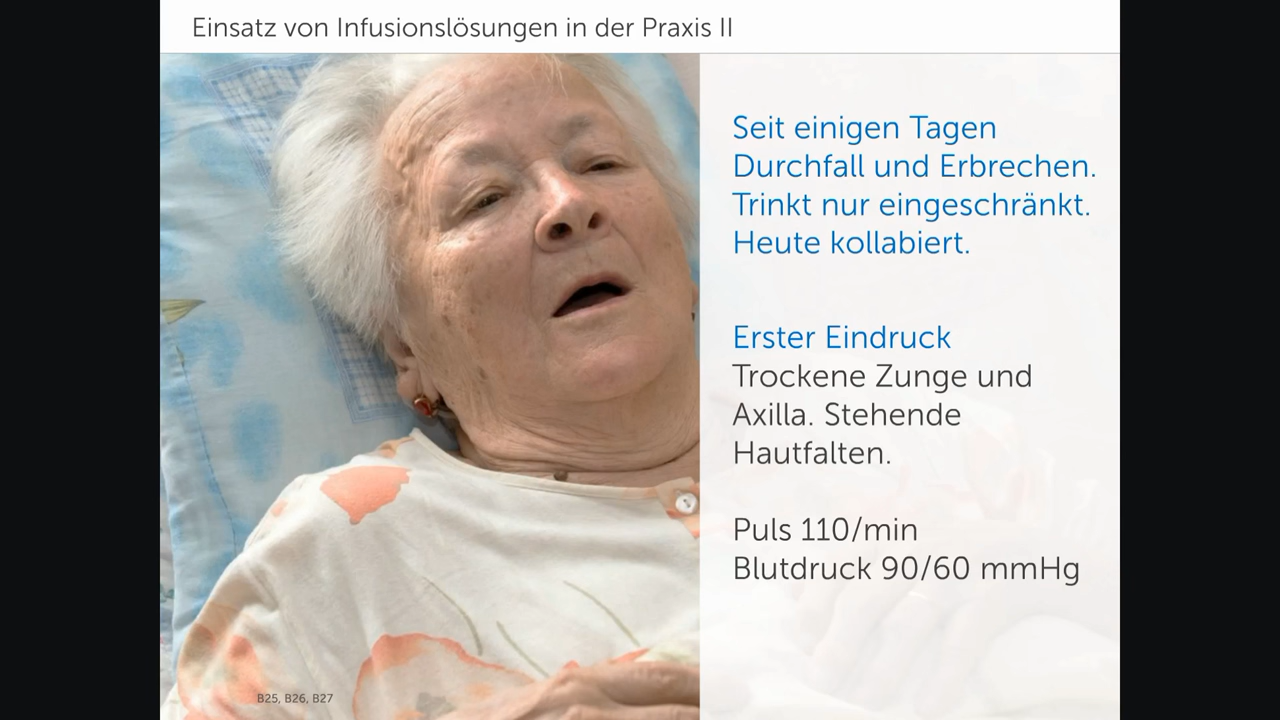 Einsatz von Infusionslösungen in der Praxis II
Seit einigen Tagen
Durchfall und Erbrechen.
Trinkt nur eingeschränkt.
Heute kollabiert.
Erster Eindruck
Trockene Zunge und
Axilla. Stehende
Hautfalten.
Puls 110/min
Blutdruck 90/60 mmHg
B25, B26, B27